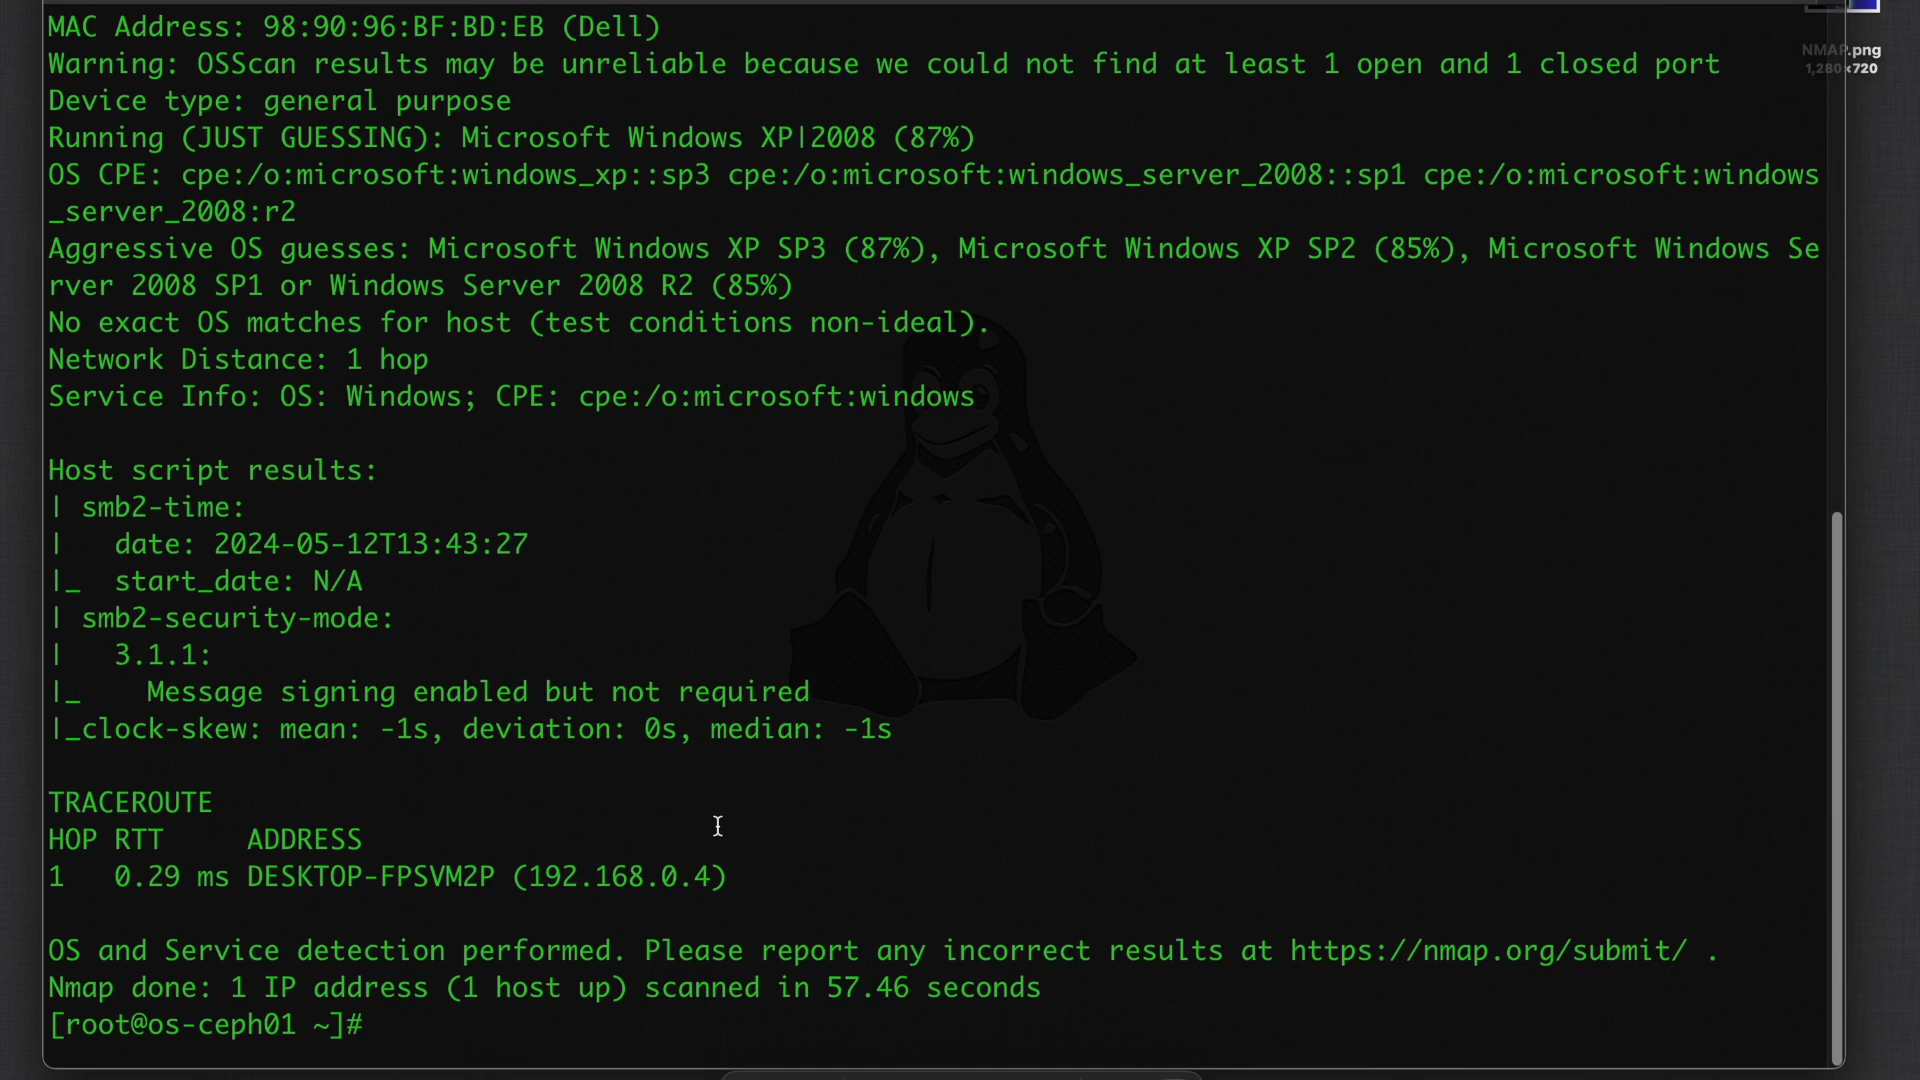 MAC Address: 98:90:96:BF:BD:EB (Dell)
Warning: OSScan results may be unreliable because we could not find at least 1 open and 1 closed port
Device type: general purpose
Running (JUST GUESSING): Microsoft Windows XP|2008 (87%)
OS CPE: cpe:/o:microsoft:windows_xp::sp3 cpe:/o:microsoft:windows_server_2008::sp1 cpe:/o:microsoft:windows
_server_2008:r2
Aggressive OS guesses: Microsoft Windows XP SP3 (87%), Microsoft Windows XP SP2 (85%), Microsoft Windows Se
rver 2008 SP1 or Windows Server 2008 R2 (85%)
No exact OS matches for host (test conditions non-ideal).
Network Distance: 1 hop
Service Info: OS: Windows; CPE: cpe:/o:microsoft:windows
Host script results:
| smb2-time:
|   date: 2024-05-12T13:43:27
|_  start_date: N/A
| smb2-security-mode:
|   3.1.1:
|_    Message signing enabled but not required
|_clock-skew: mean: -1s, deviation: 0s, median: -1s
TRACEROUTE
HOP RTT     ADDRESS
1   0.29 ms DESKTOP-FPSVM2P (192.168.0.4)
OS and Service detection performed. Please report any incorrect results at https://nmap.org/submit/ .
Nmap done: 1 IP address (1 host up) scanned in 57.46 seconds
[root@os-ceph01 ~]#
NMAP.png
1,280×720